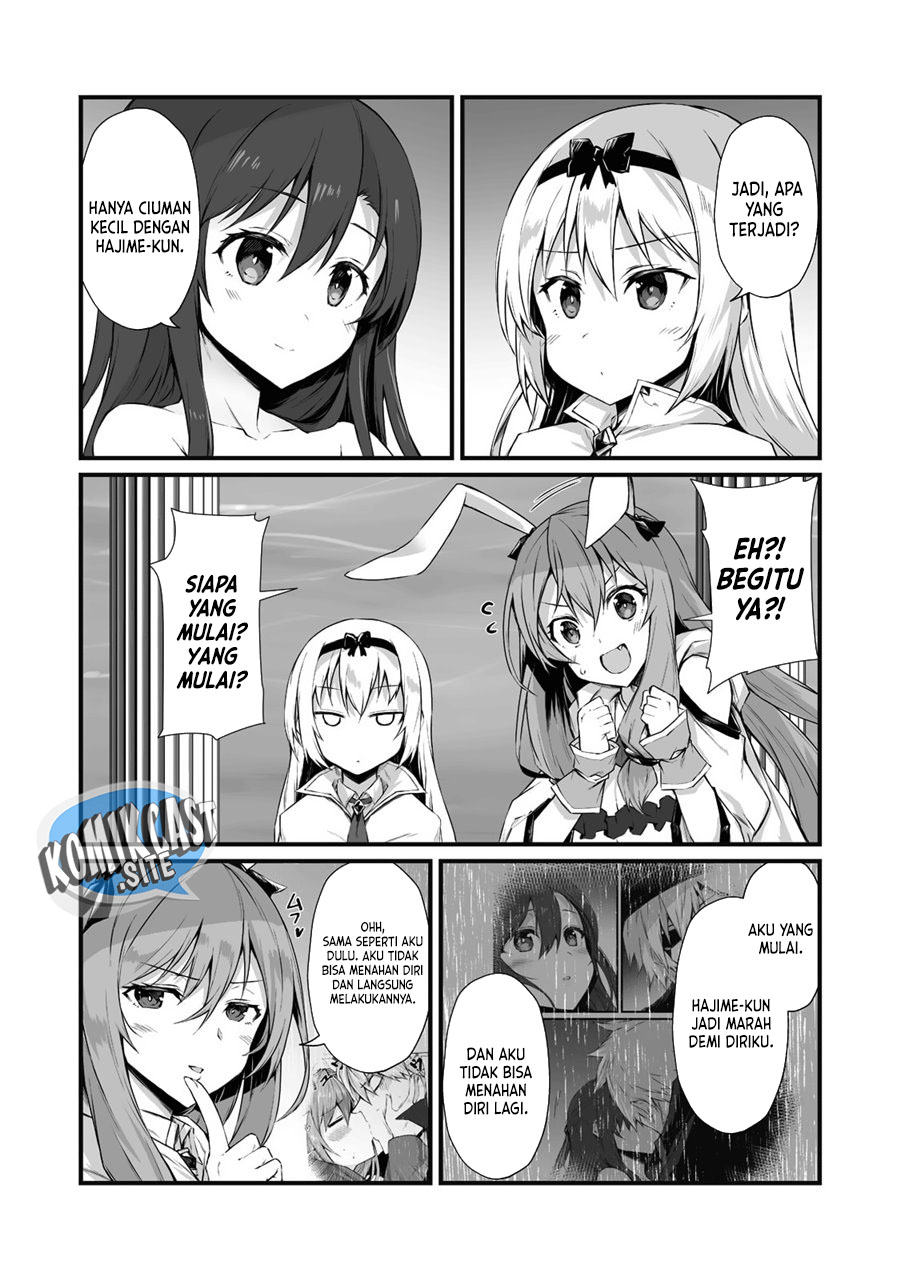 JADI, APA
YANG
TERJADI?
HANYA CIUMAN
KECIL DENGAN
HAJIME-KUN.
EH?!
BEGITU
YA?!
SIAPA
YANG
MULAI?
YANG
MULAI?
AKU YANG
MULAI.
HAJIME-KUN
JADI MARAH
DEMI DIRIKU.
DAN AKU
TIDAK BISA
MENAHAN
DIRI LAGI.
OHH,
SAMA SEPERTI AKU
DULU. AKU TIDAK
BISA MENAHAN DIRI
DAN LANGSUNG
MELAKUKANNYA.
KOMIKCAST
.SITE